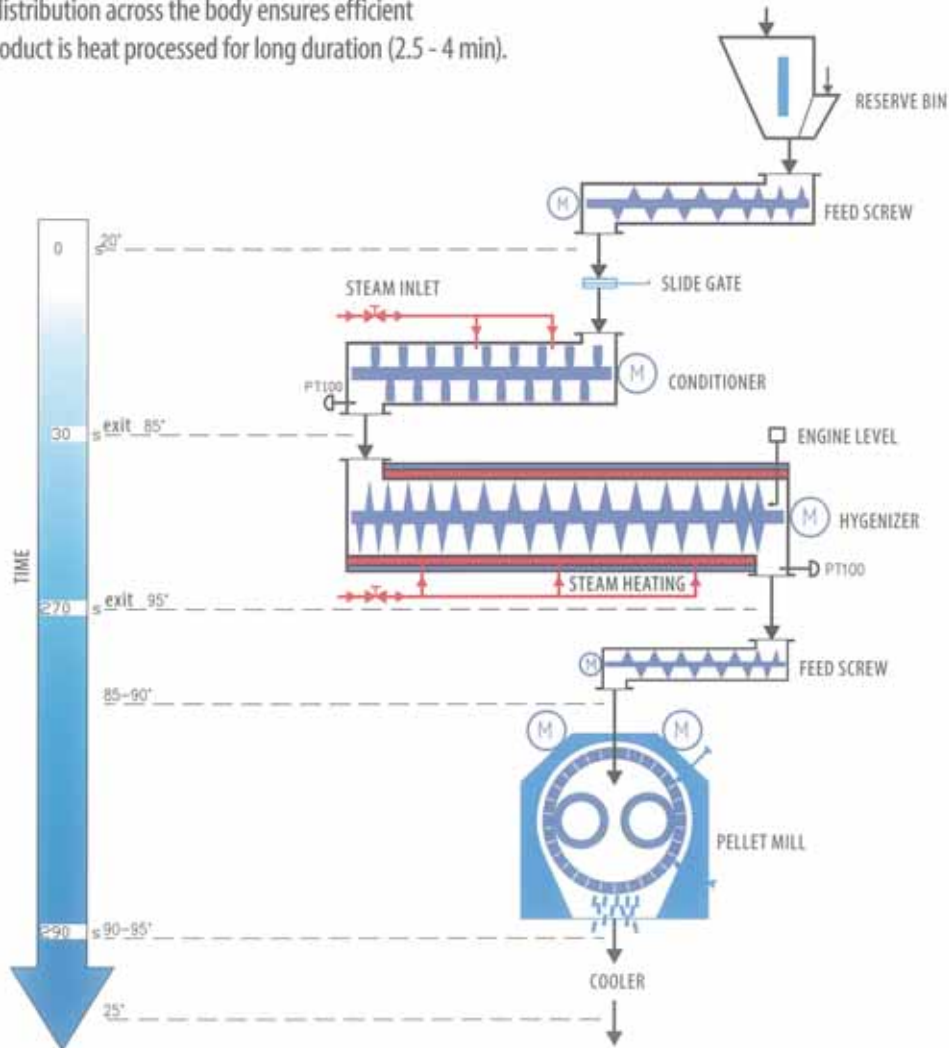 distribution across the body ensures efficient
oduct is heat processed for long duration (2.5 - 4 min).
RESERVE BIN
M
FEED SCREW
0 s 20°
SLIDE GATE
STEAM INLET
M
CONDITIONER
PT100
30 s exit 85°
ENGINE LEVEL
M
HYGENIZER
PT100
STEAM HEATING
TIME
270 s exit 95°
M
FEED SCREW
85-90°
M M
PELLET MILL
290 s 90-95°
COOLER
25°